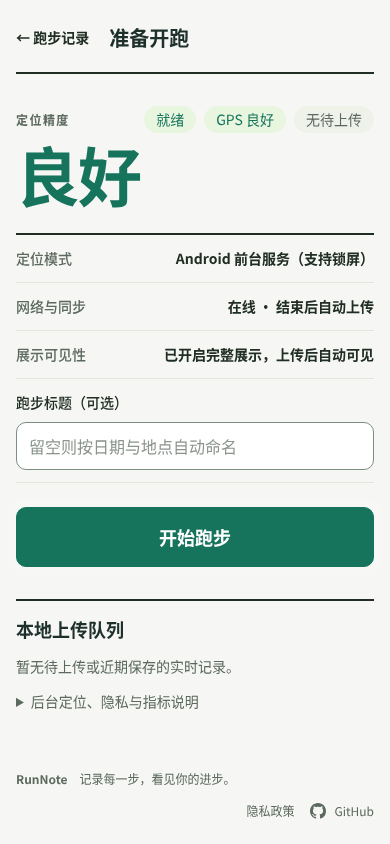 ← 跑步记录 准备开跑
定位精度 就绪 GPS 良好 无待上传
良好
定位模式 Android 前台服务（支持锁屏）
网络与同步 在线 · 结束后自动上传
展示可见性 已开启完整展示，上传后自动可见
跑步标题（可选）
留空则按日期与地点自动命名
开始跑步
本地上传队列
暂无待上传或近期保存的实时记录。
▶ 后台定位、隐私与指标说明
RunNote 记录每一步，看见你的进步。
隐私政策 GitHub